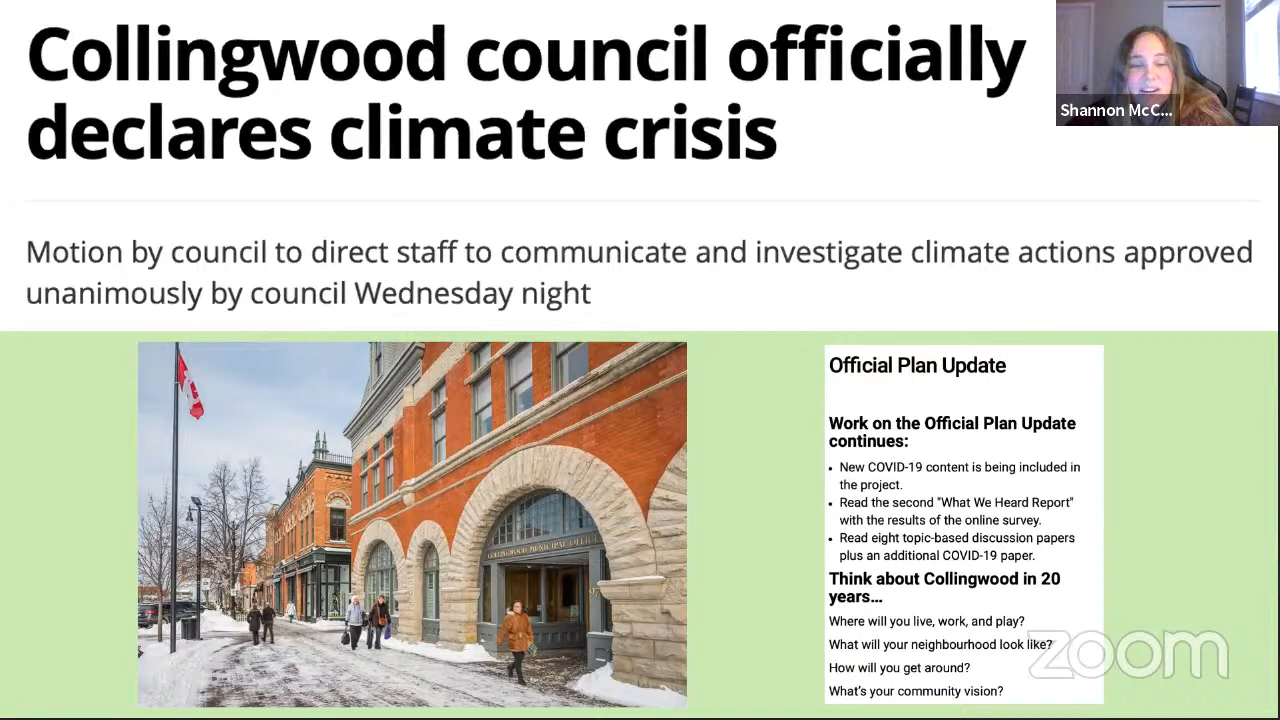 Collingwood council officially
declares climate crisis
Shannon McC...
Motion by council to direct staff to communicate and investigate climate actions approved
unanimously by council Wednesday night
COLLINGWOOD MUNICIPAL
Official Plan Update
Work on the Official Plan Update
continues:
• New COVID-19 content is being included in
the project.
• Read the second "What We Heard Report"
with the results of the online survey.
• Read eight topic-based discussion papers
plus an additional COVID-19 paper.
Think about Collingwood in 20
years...
Where will you live, work, and play?
What will your neighbourhood look like?
How will you get around?
What's your community vision?
zoom